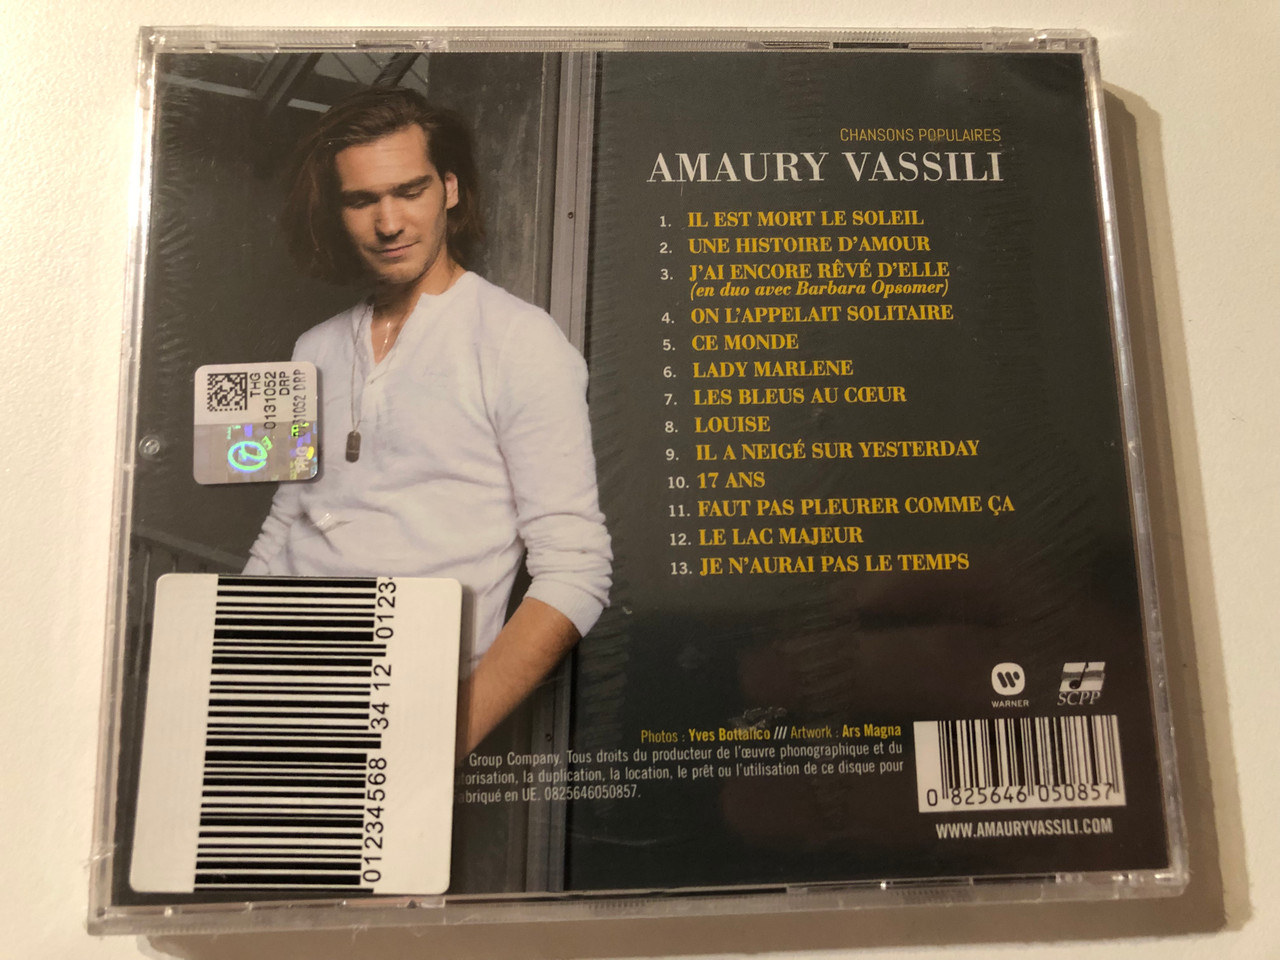 CHANSONS POPULAIRES
AMAURY VASSILI
1. IL EST MORT LE SOLEIL
2. UNE HISTOIRE D'AMOUR
3. J'AI ENCORE RÊVÉ D'ELLE
(en duo avec Barbara Opsomer)
4. ON L'APPELAIT SOLITAIRE
5. CE MONDE
6. LADY MARLENE
7. LES BLEUS AU CŒUR
8. LOUISE
9. IL A NEIGÉ SUR YESTERDAY
10. 17 ANS
11. FAUT PAS PLEURER COMME ÇA
12. LE LAC MAJEUR
13. JE N'AURAI PAS LE TEMPS
THG
0131052
DRP
31052 DRP
THG
01234568 34 12 0123
WARNER
SCPP
Photos : Yves Bottalico /// Artwork : Ars Magna
Group Company. Tous droits du producteur de l'œuvre phonographique et du
la duplication, la location, le prêt ou l'utilisation de ce disque pour
en UE. 0825646050857.
0 825646 050857
WWW.AMAURYVASSILI.COM